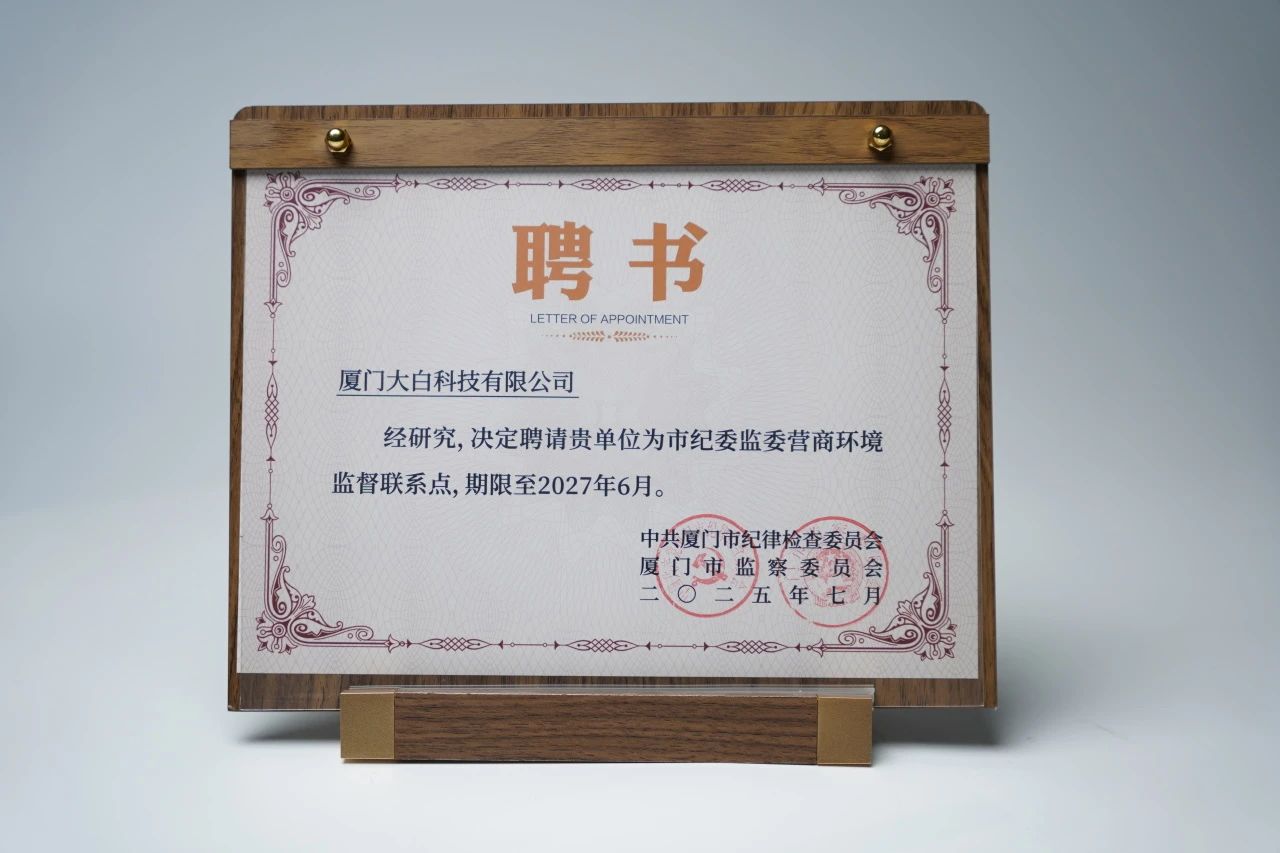 聘书
LETTER OF APPOINTMENT
厦门大白科技有限公司
经研究,决定聘请贵单位为市纪委监委营商环境
监督联系点,期限至2027年6月。
中共厦门市纪律检查委员会
厦门市监察委员会
二〇二五年七月